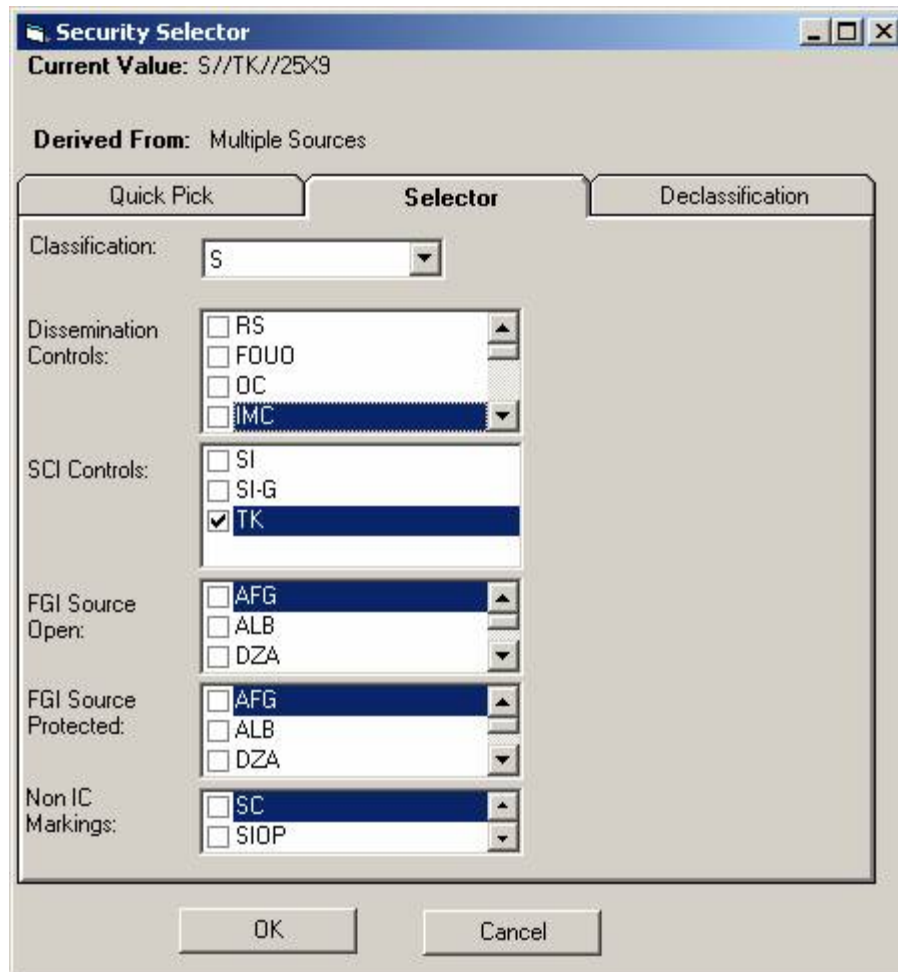 Security Selector
Current Value: S//TK//25X9
Derived From: Multiple Sources
Quick Pick
Selector
Declassification
Classification:
S
Dissemination
Controls:
RS
FOUO
OC
IMC
SCI Controls:
SI
SI-G
TK
FGI Source
Open:
AFG
ALB
DZA
FGI Source
Protected:
AFG
ALB
DZA
Non IC
Markings:
SC
SIOP
OK
Cancel